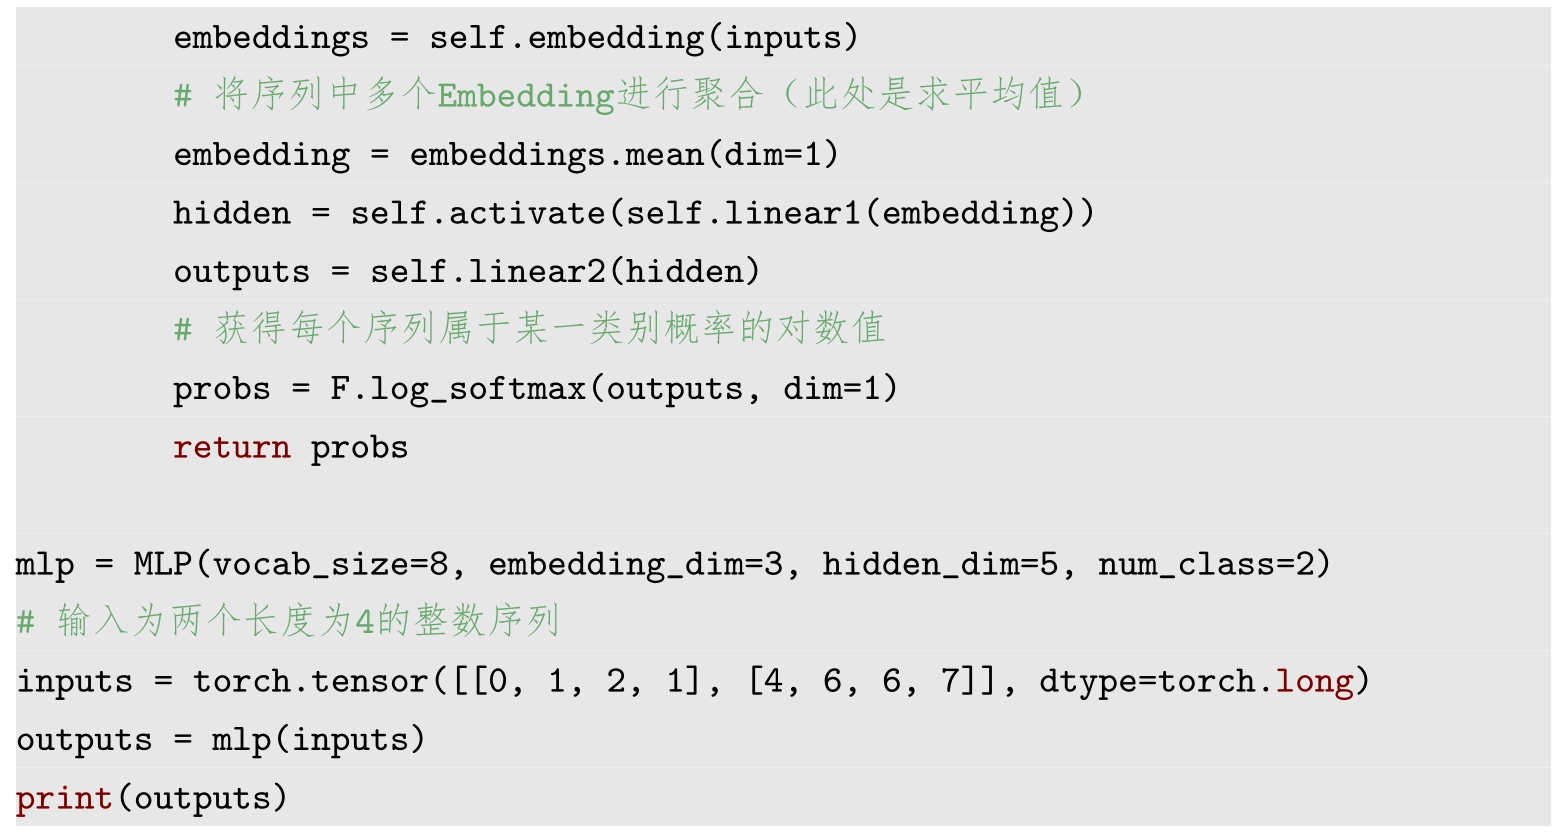 embeddings = self.embedding(inputs)
# 将序列中多个Embedding进行聚合（此处是求平均值）
embedding = embeddings.mean(dim=1)
hidden = self.activate(self.linear1(embedding))
outputs = self.linear2(hidden)
# 获得每个序列属于某一类别概率的对数值
probs = F.log_softmax(outputs, dim=1)
return probs
mlp = MLP(vocab_size=8, embedding_dim=3, hidden_dim=5, num_class=2)
# 输入为两个长度为4的整数序列
inputs = torch.tensor([[0, 1, 2, 1], [4, 6, 6, 7]], dtype=torch.long)
outputs = mlp(inputs)
print(outputs)